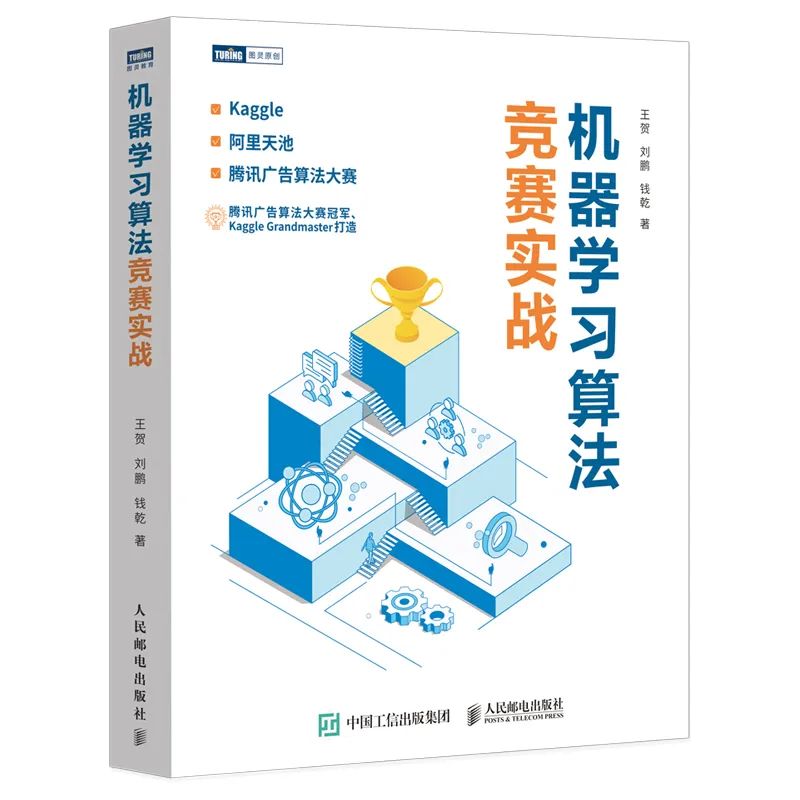 TURING
图灵教育
机器学习算法竞赛实战
王贺 刘鹏 钱乾 著
人民邮电出版社
TURING 图灵原创
Kaggle
阿里天池
腾讯广告算法大赛
腾讯广告算法大赛冠军、
Kaggle Grandmaster打造
机器学习算法
竞赛实战
王贺 刘鹏 钱乾 著
中国工信出版集团
人民邮电出版社
POSTS & TELECOM PRESS